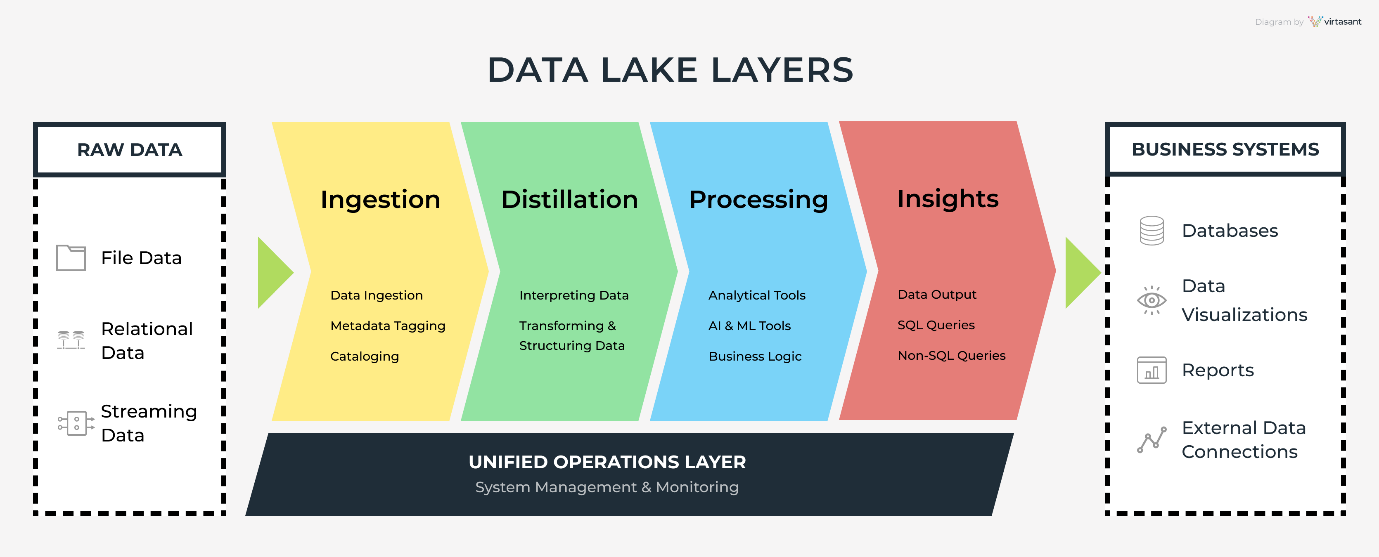 Diagram by virtasant
DATA LAKE LAYERS
RAW DATA
File Data
Relational
Data
Streaming
Data
Ingestion
Data Ingestion
Metadata Tagging
Cataloging
Distillation
Interpreting Data
Transforming &
Structuring Data
Processing
Analytical Tools
AI & ML Tools
Business Logic
Insights
Data Output
SQL Queries
Non-SQL Queries
UNIFIED OPERATIONS LAYER
System Management & Monitoring
BUSINESS SYSTEMS
Databases
Data
Visualizations
Reports
External Data
Connections